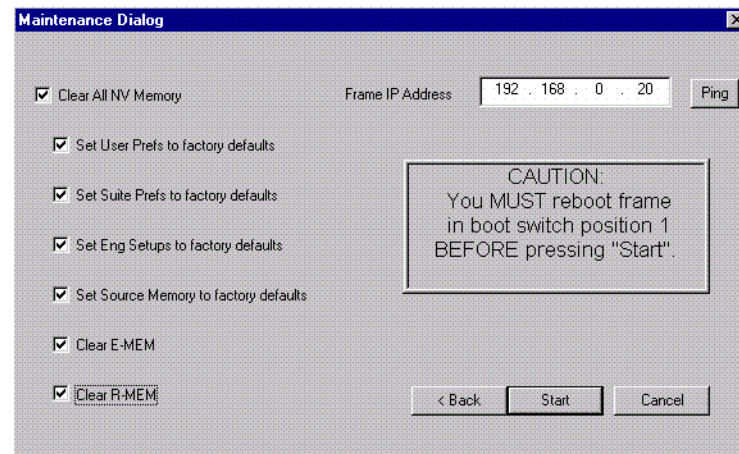 Maintenance Dialog
Clear All NV Memory
Frame IP Address
192 . 168 . 0 . 20
Ping
Set User Prefs to factory defaults
Set Suite Prefs to factory defaults
Set Eng Setups to factory defaults
Set Source Memory to factory defaults
Clear E-MEM
Clear R-MEM
CAUTION:
You MUST reboot frame
in boot switch position 1
BEFORE pressing "Start".
< Back
Start
Cancel